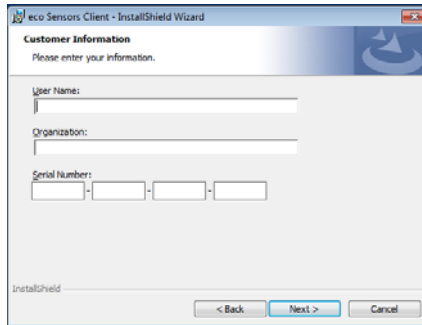 eco Sensors Client - InstallShield Wizard
Customer Information
Please enter your information.
User Name:
Organization:
Serial Number:
- - -
InstallShield
< Back Next > Cancel